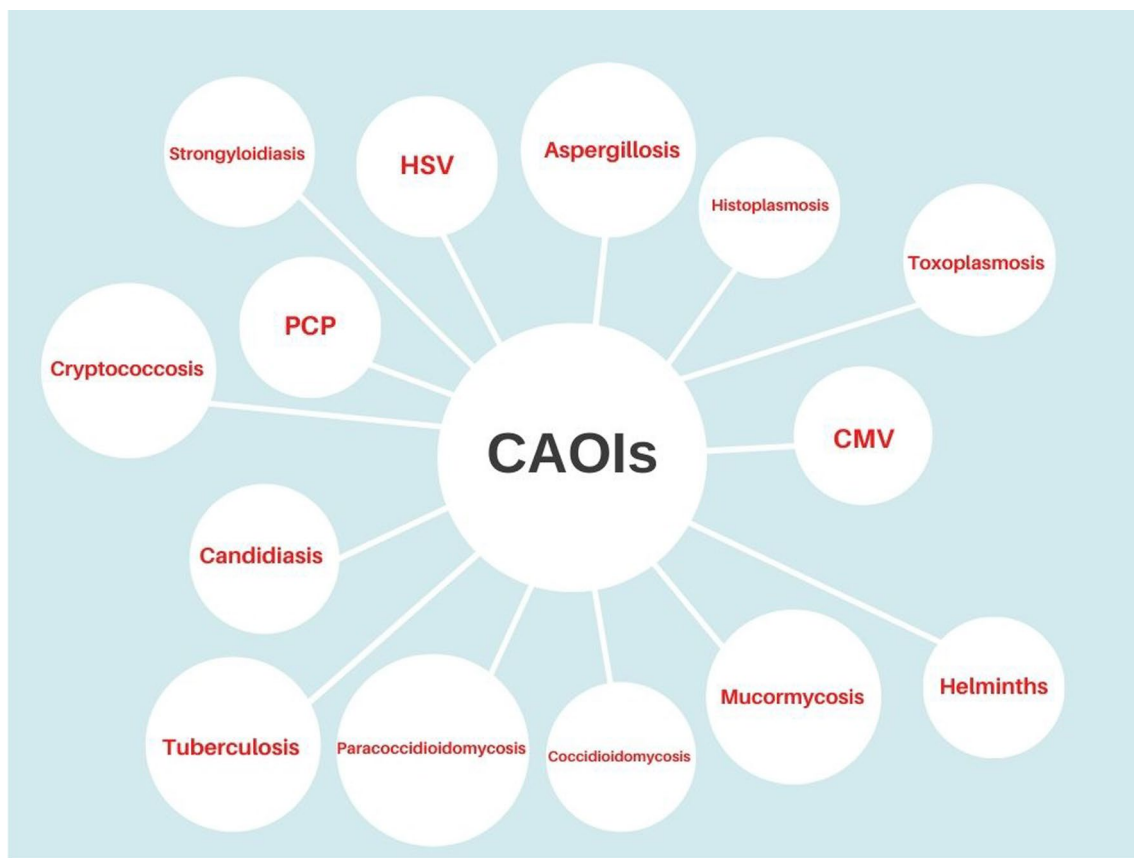 Strongyloidiasis
HSV
Aspergillosis
Histoplasmosis
Toxoplasmosis
PCP
Cryptococcosis
CMV
CAOIs
Candidiasis
Tuberculosis
Paracoccidioidomycosis
Coccidioidomycosis
Mucormycosis
Helminths